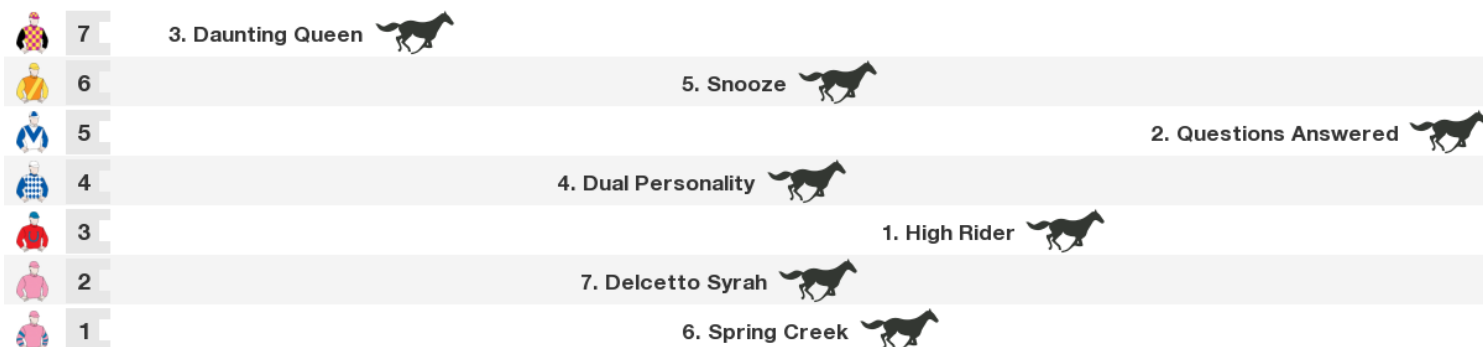 7 3. Daunting Queen
6 5. Snooze
5 2. Questions Answered
4 4. Dual Personality
3 1. High Rider
2 7. Delcetto Syrah
1 6. Spring Creek